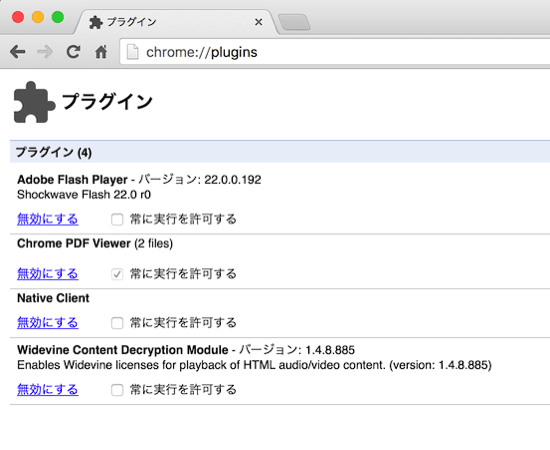 プラグイン
chrome://plugins
プラグイン
プラグイン (4)
Adobe Flash Player - バージョン: 22.0.0.192
Shockwave Flash 22.0 r0
無効にする 常に実行を許可する
Chrome PDF Viewer (2 files)
無効にする 常に実行を許可する
Native Client
無効にする 常に実行を許可する
Widevine Content Decryption Module - バージョン: 1.4.8.885
Enables Widevine licenses for playback of HTML audio/video content. (version: 1.4.8.885)
無効にする 常に実行を許可する